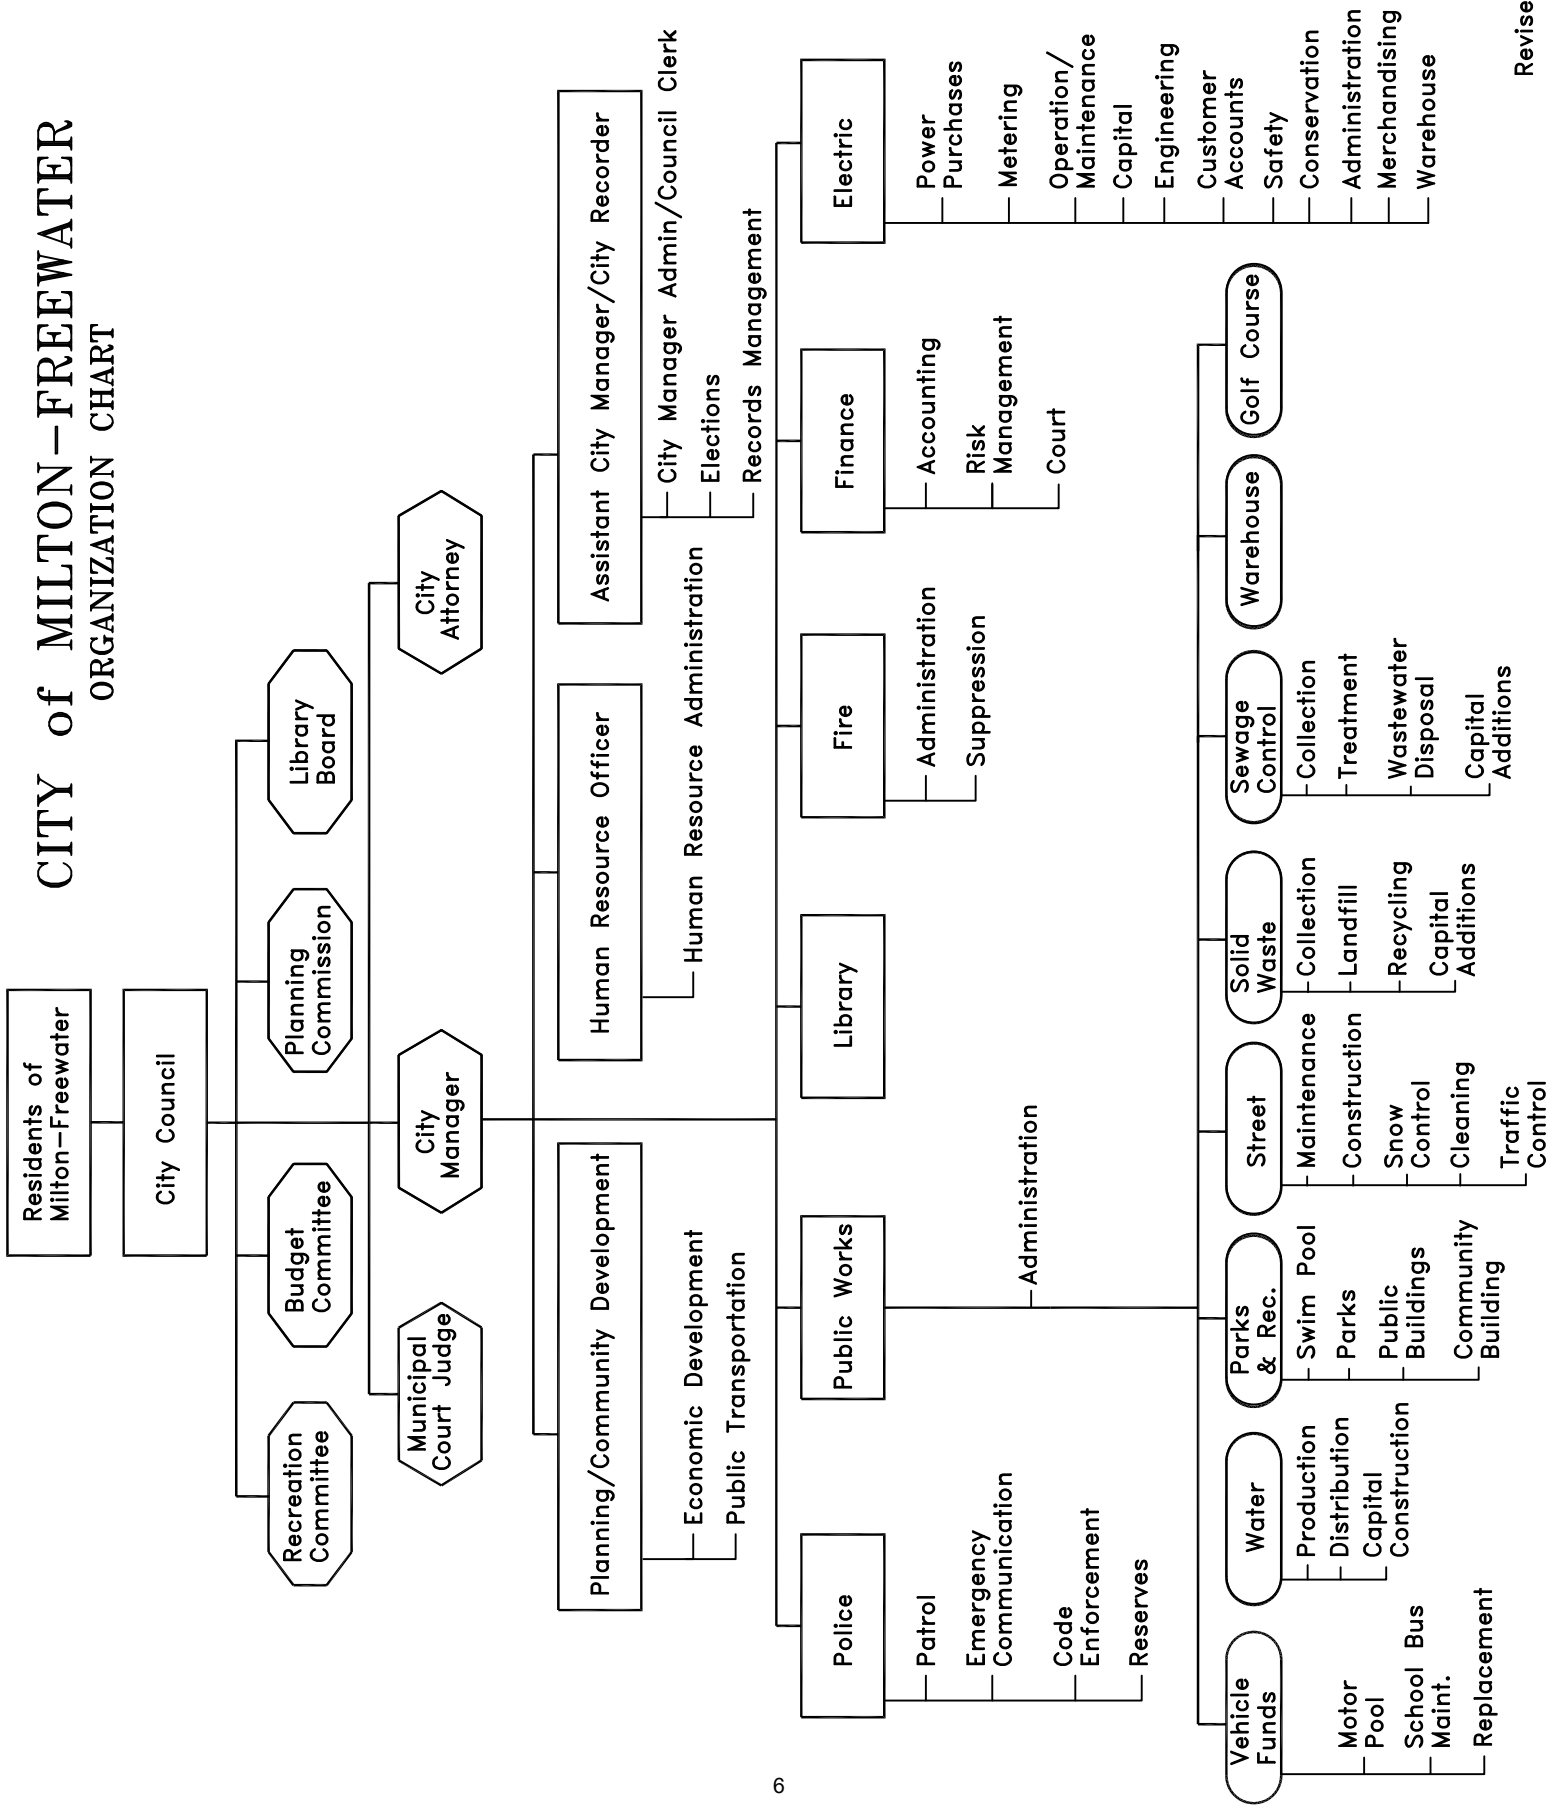 CITY of MILTON-FREEWATER
ORGANIZATION CHART
Residents of
Milton-Freewater
City Council
Recreation
Committee
Budget
Committee
Planning
Commission
Library
Board
Municipal
Court Judge
City
Manager
City
Attorney
Planning/Community Development
Economic Development
Public Transportation
Human Resource Officer
Human Resource Administration
Assistant City Manager/City Recorder
City Manager Admin/Council Clerk
Elections
Records Management
Police
Patrol
Emergency
Communication
Code
Enforcement
Reserves
Public Works
Administration
Library
Fire
Administration
Suppression
Finance
Accounting
Risk
Management
Court
Electric
Power
Purchases
Metering
Operation/
Maintenance
Capital
Engineering
Customer
Accounts
Safety
Conservation
Administration
Merchandising
Warehouse
Vehicle
Funds
Motor
Pool
School Bus
Maint.
Replacement
Water
Production
Distribution
Capital
Construction
Parks
& Rec.
Swim Pool
Parks
Public
Buildings
Community
Building
Street
Maintenance
Construction
Snow
Control
Cleaning
Traffic
Control
Solid
Waste
Collection
Landfill
Recycling
Capital
Additions
Sewage
Control
Collection
Treatment
Wastewater
Disposal
Capital
Additions
Warehouse
Golf Course
Revise
6